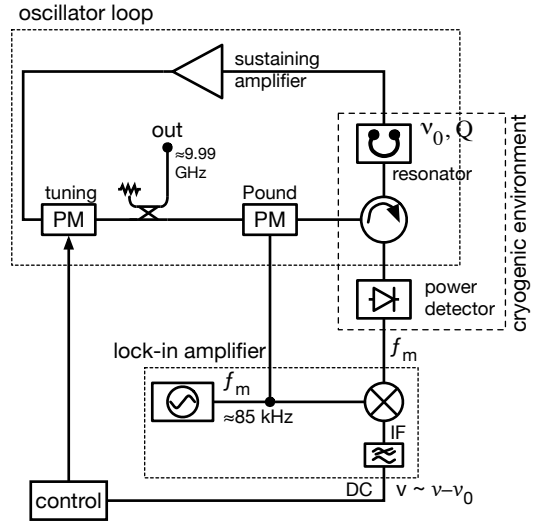 oscillator loop
sustaining
amplifier
out
≈9.99
GHz
ν0, Q
resonator
tuning
PM
Pound
PM
cryogenic environment
power
detector
lock-in amplifier
fm
fm
≈85 kHz
IF
DC
v ~ ν–ν0
control